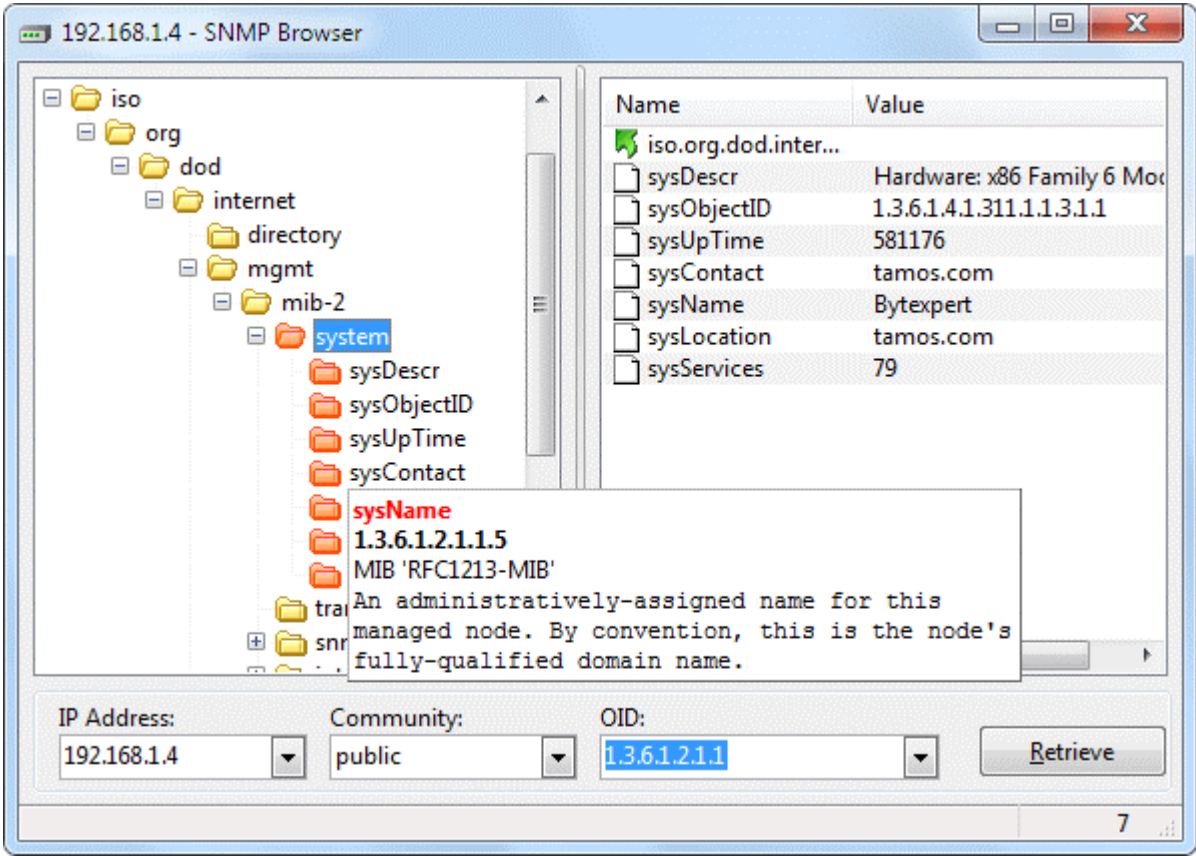 192.168.1.4 - SNMP Browser
iso
org
dod
internet
directory
mgmt
mib-2
system
sysDescr
sysObjectID
sysUpTime
sysContact
Name Value
iso.org.dod.inter...
sysDescr Hardware: x86 Family 6
sysObjectID 1.3.6.1.4.1.311.1.1.3.1.1
sysUpTime 581176
sysContact tamos.com
sysName Bytexpert
sysLocation tamos.com
sysServices 79
sysName
1.3.6.1.2.1.1.5
MIB 'RFC1213-MIB'
An administratively-assigned name for this
managed node. By convention, this is the node's
fully-qualified domain name.
IP Address: Community: OID:
192.168.1.4 public 1.3.6.1.2.1.1 Retrieve
7